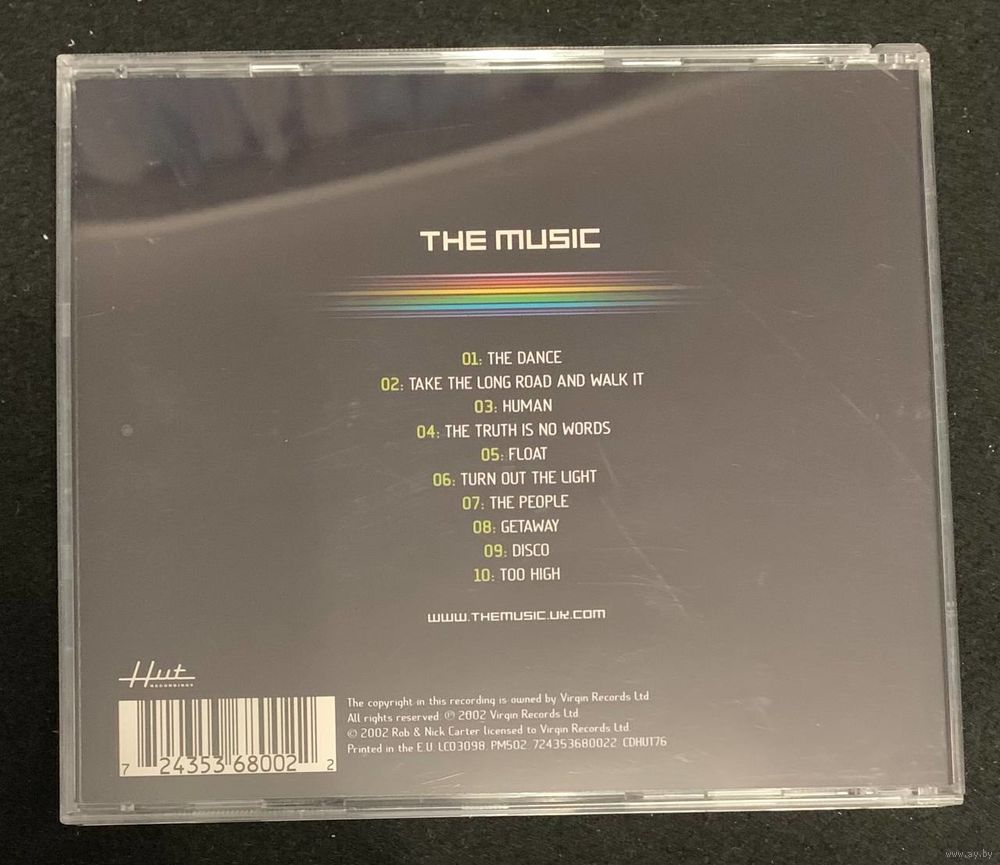 THE MUSIC
01: THE DANCE
02: TAKE THE LONG ROAD AND WALK IT
03: HUMAN
04: THE TRUTH IS NO WORDS
05: FLOAT
06: TURN OUT THE LIGHT
07: THE PEOPLE
08: GETAWAY
09: DISCO
10: TOO HIGH
WWW.THEMUSIC.UK.COM
Hut
RECORDINGS
The copyright in this recording is owned by Virgin Records Ltd
All rights reserved. ℗ 2002 Virgin Records Ltd
© 2002 Rob & Nick Carter licensed to Virgin Records Ltd
Printed in the E.U. LC03098 PM502 724353680022 CDHUT76
7 24353 68002 2
www.ay.by